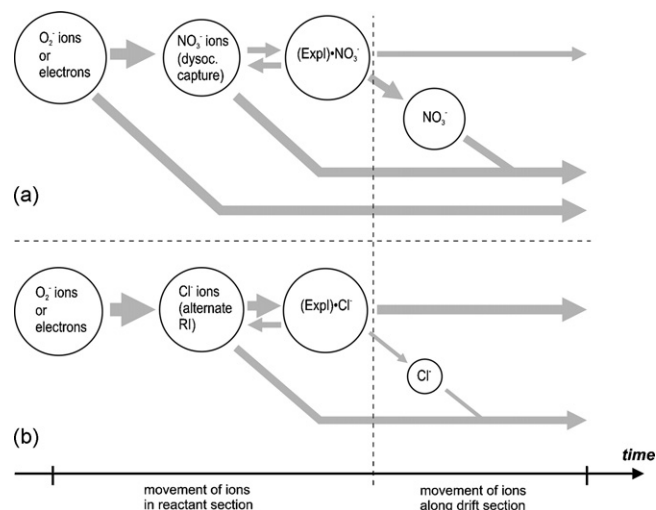 O₂⁻ ions
or
electrons
NO₃⁻ ions
(dysoc.
capture)
(Expl)•NO₃⁻
NO₃⁻
(a)
O₂⁻ ions
or
electrons
Cl⁻ ions
(alternate
RI)
(Expl)•Cl⁻
Cl⁻
(b)
time
movement of ions
in reactant section
movement of ions
along drift section